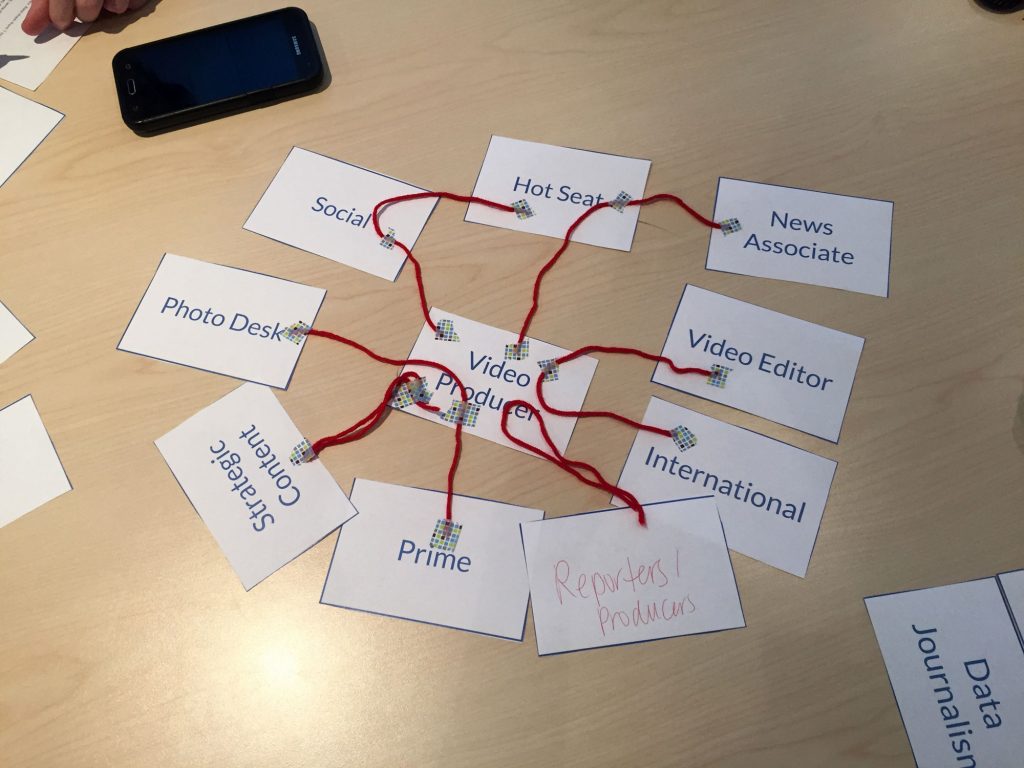 SAMSUNG
Social
Hot Seat
News
Associate
Photo Desk
Video
Producer
Video Editor
Strategic
Content
International
Prime
Reporters/
Producers
Data
Journalism